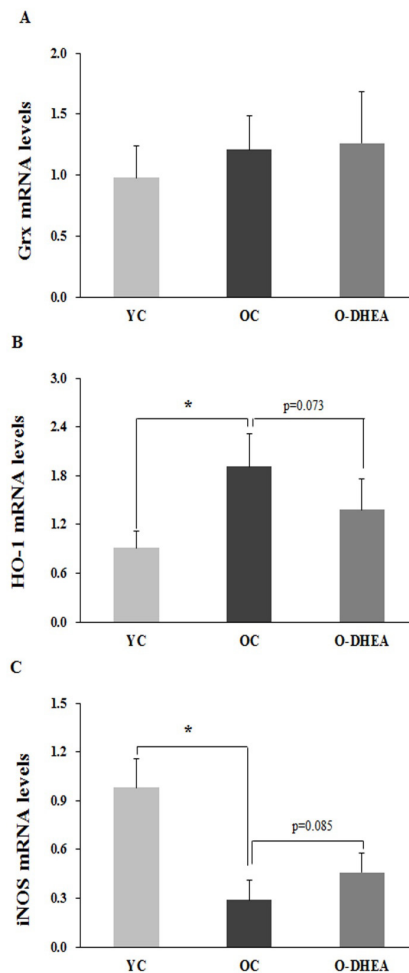 A
Grx mRNA levels
2.0
1.5
1.0
0.5
0.0
YC OC O-DHEA
B
HO-1 mRNA levels
3.0
2.4
1.8
1.2
0.6
0.0
*
p=0.073
YC OC O-DHEA
C
iNOS mRNA levels
1.5
1.2
0.9
0.6
0.3
0.0
*
p=0.085
YC OC O-DHEA